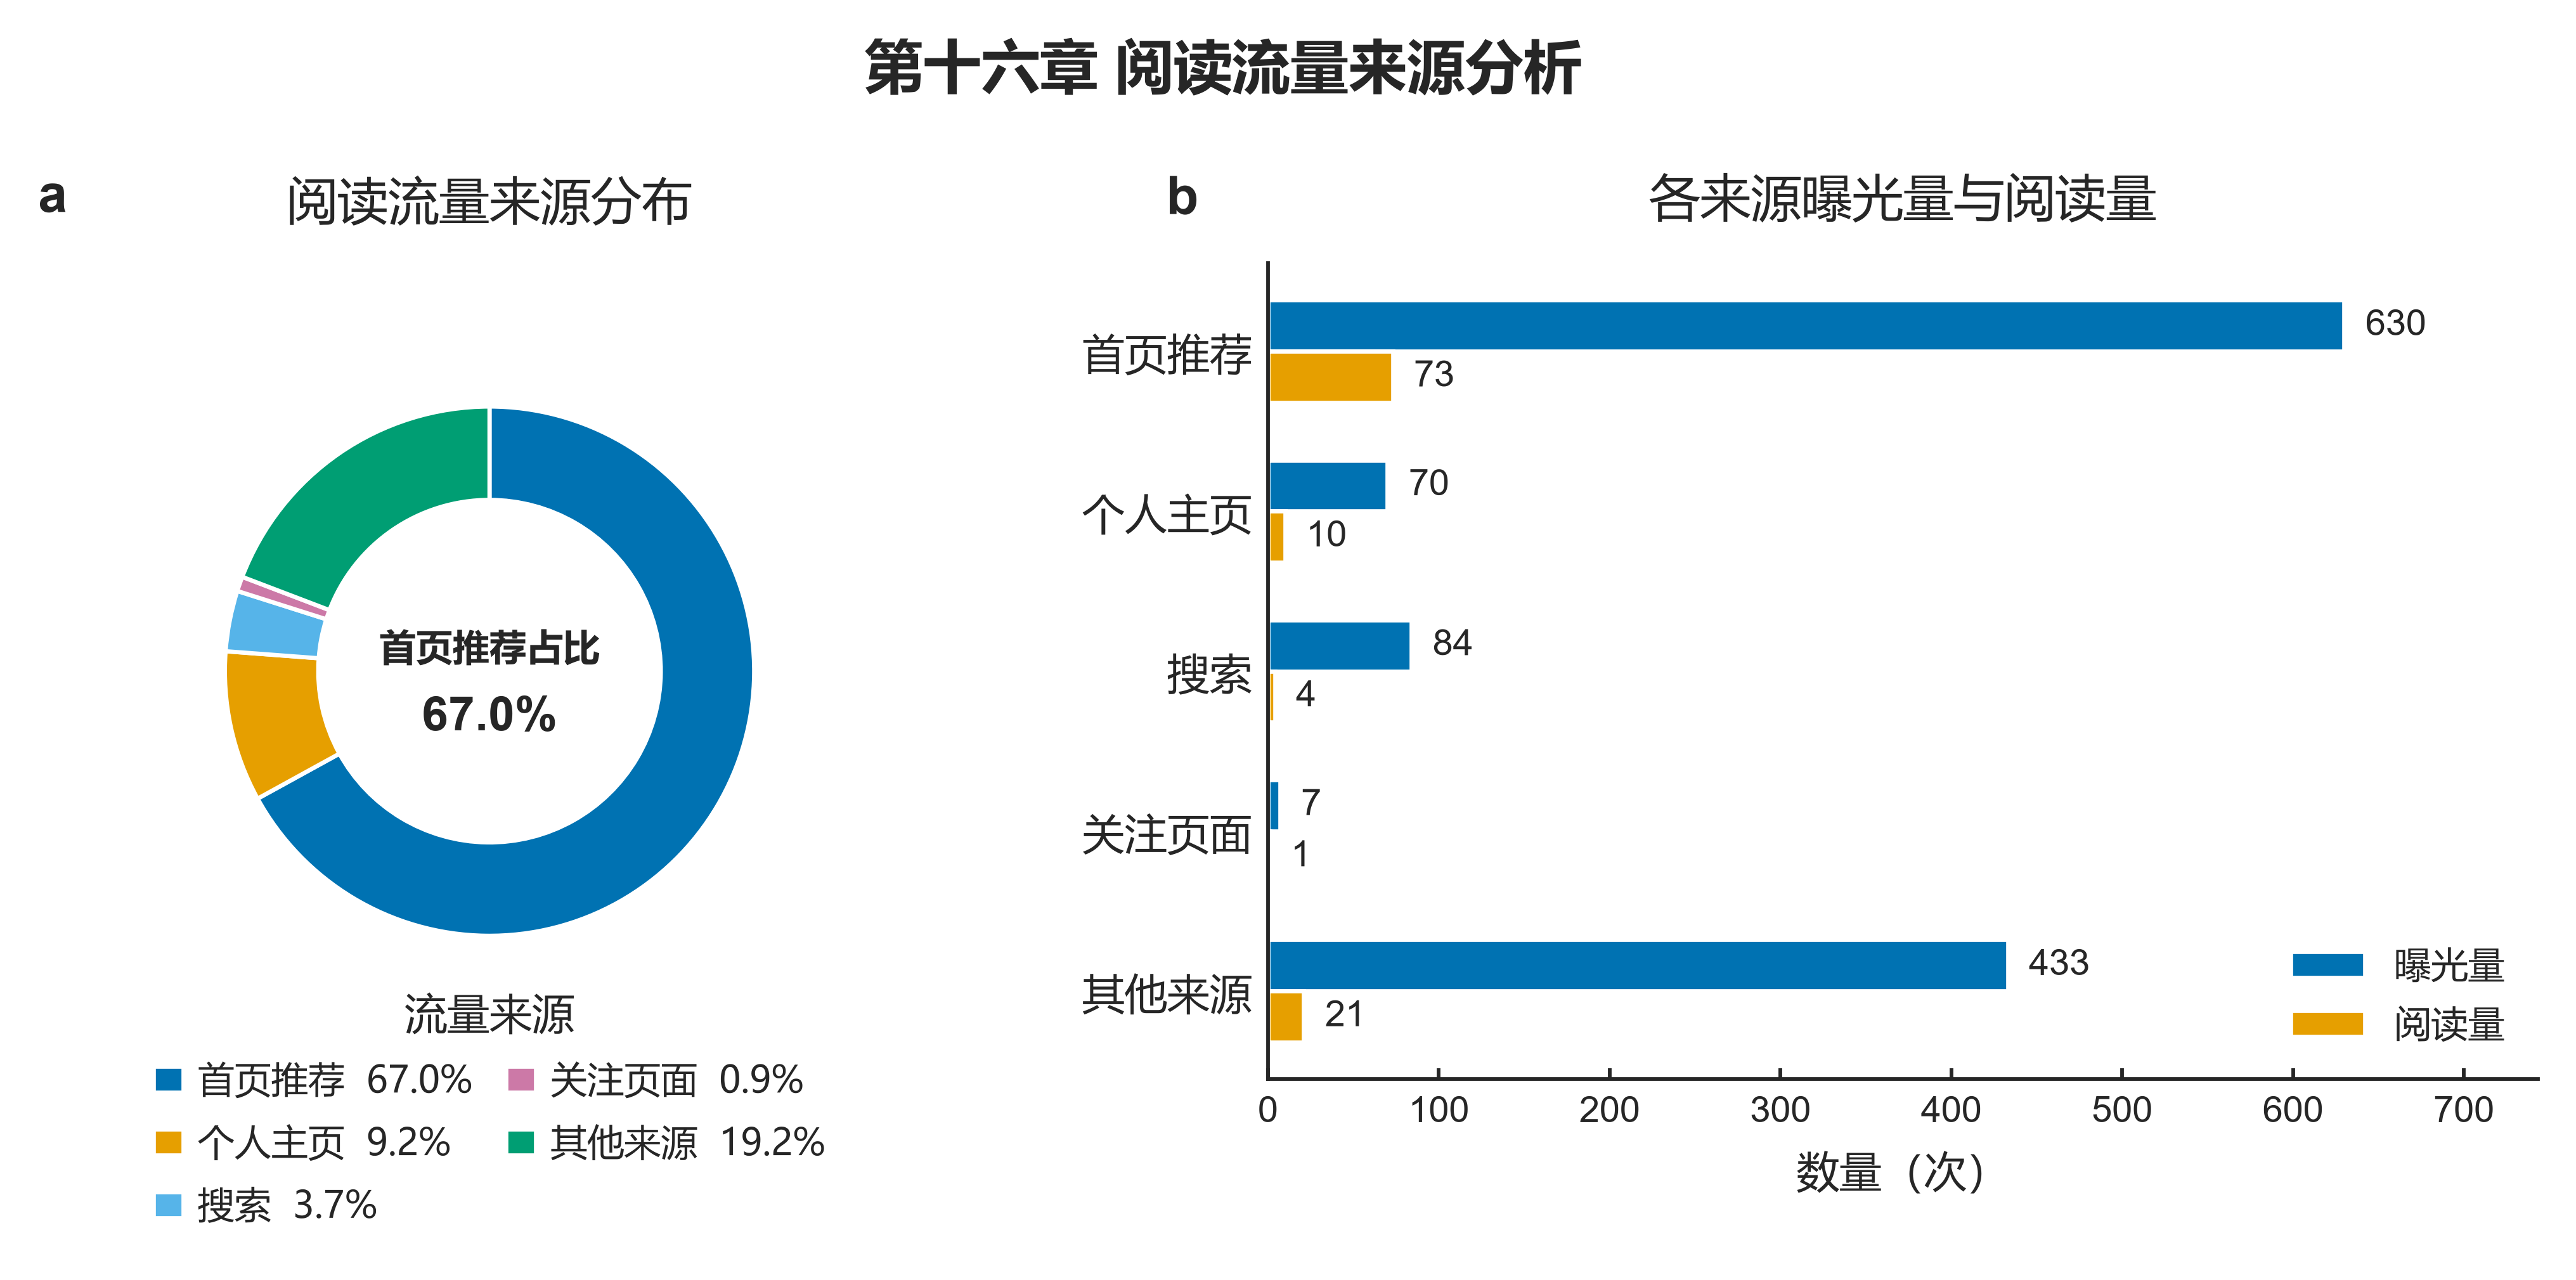 第十六章 阅读流量来源分析
a
阅读流量来源分布
首页推荐占比
67.0%
流量来源
首页推荐 67.0%
个人主页 9.2%
搜索 3.7%
关注页面 0.9%
其他来源 19.2%
b
各来源曝光量与阅读量
首页推荐
630
73
个人主页
70
10
搜索
84
4
关注页面
7
1
其他来源
433
21
曝光量
阅读量
0 100 200 300 400 500 600 700
数量（次）